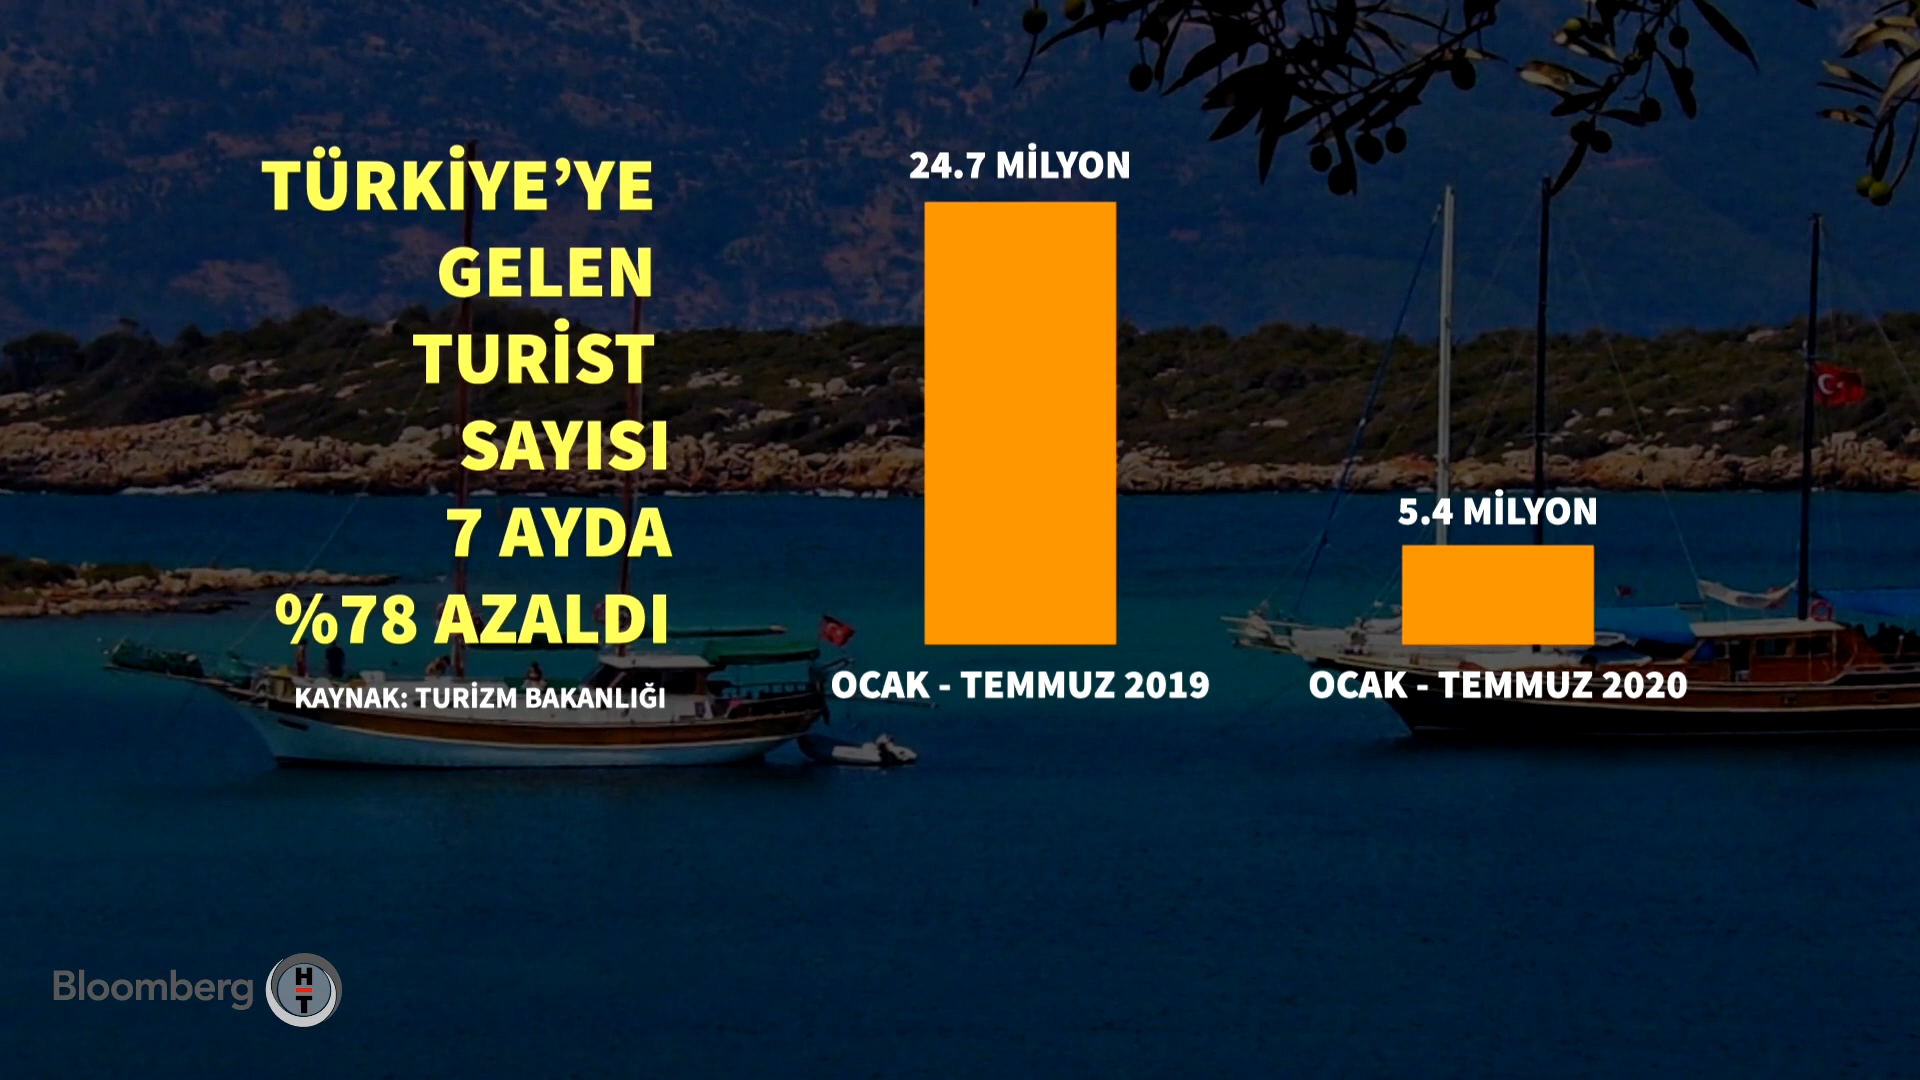 TÜRKİYE’YE
GELEN
TURİST
SAYISI
7 AYDA
%78 AZALDI
KAYNAK: TURİZM BAKANLIĞI
24.7 MİLYON
OCAK - TEMMUZ 2019
5.4 MİLYON
OCAK - TEMMUZ 2020
Bloomberg HT